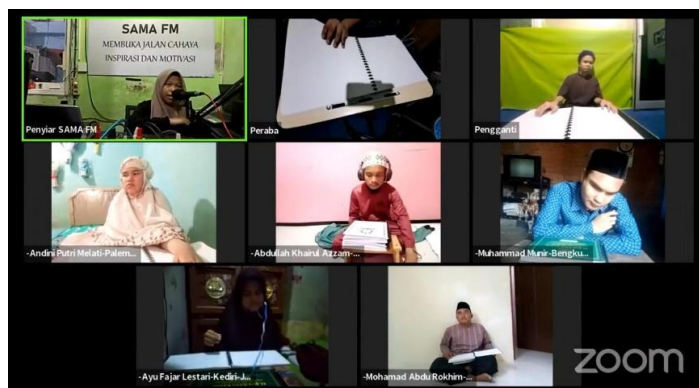 SAMA FM
MEMBUKA JALAN CAHAYA
INSPIRASI DAN MOTIVASI
Penyiar SAMA FM
Peraba
Pengganti
-Andini Putri Melati-Palem...
-Abdullah Khairul Azzam-...
-Muhammad Munir-Bengku...
-Ayu Fajar Lestari-Kediri-J...
-Mohamad Abdu Rokhim-...
zoom